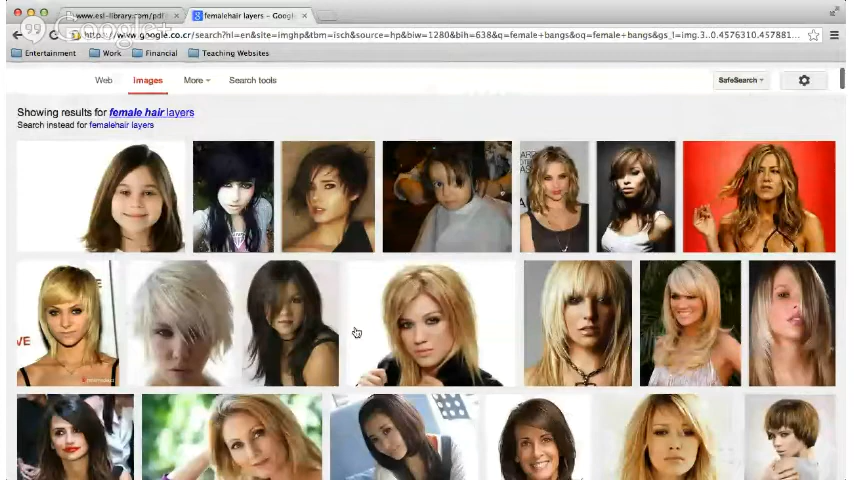 www.esl-library.com/pdf
femalehair layers - Google
Google+
https://www.google.co.cr/search?hl=en&site=imghp&tbm=isch&source=hp&biw=1280&bih=638&q=female+bangs&oq=female+bangs&gs_l=img.3..0.4576310.457881...
Entertainment
Work
Financial
Teaching Websites
Web
Images
More
Search tools
SafeSearch
Showing results for female hair layers
Search instead for femalehair layers